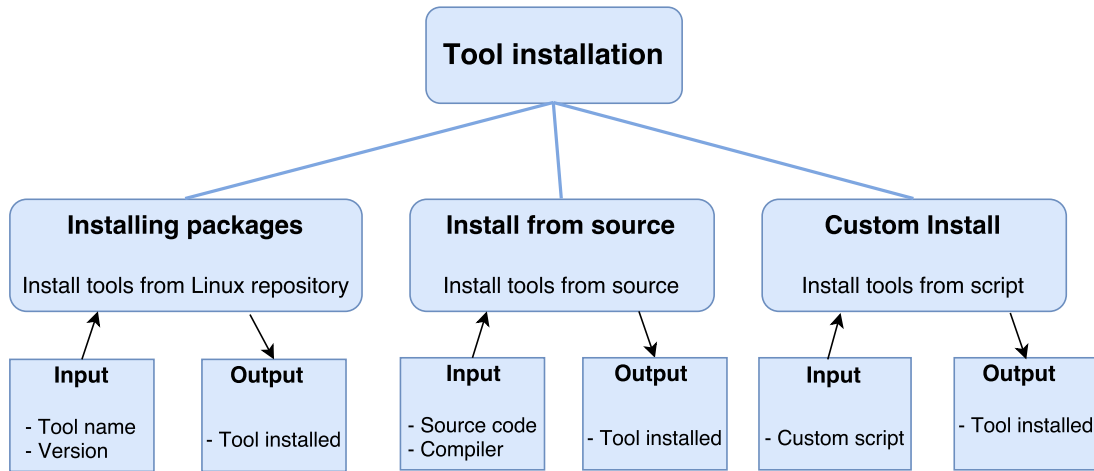 Tool installation
Installing packages
Install tools from Linux repository
Install from source
Install tools from source
Custom Install
Install tools from script
Input
- Tool name
- Version
Output
- Tool installed
Input
- Source code
- Compiler
Output
- Tool installed
Input
- Custom script
Output
- Tool installed